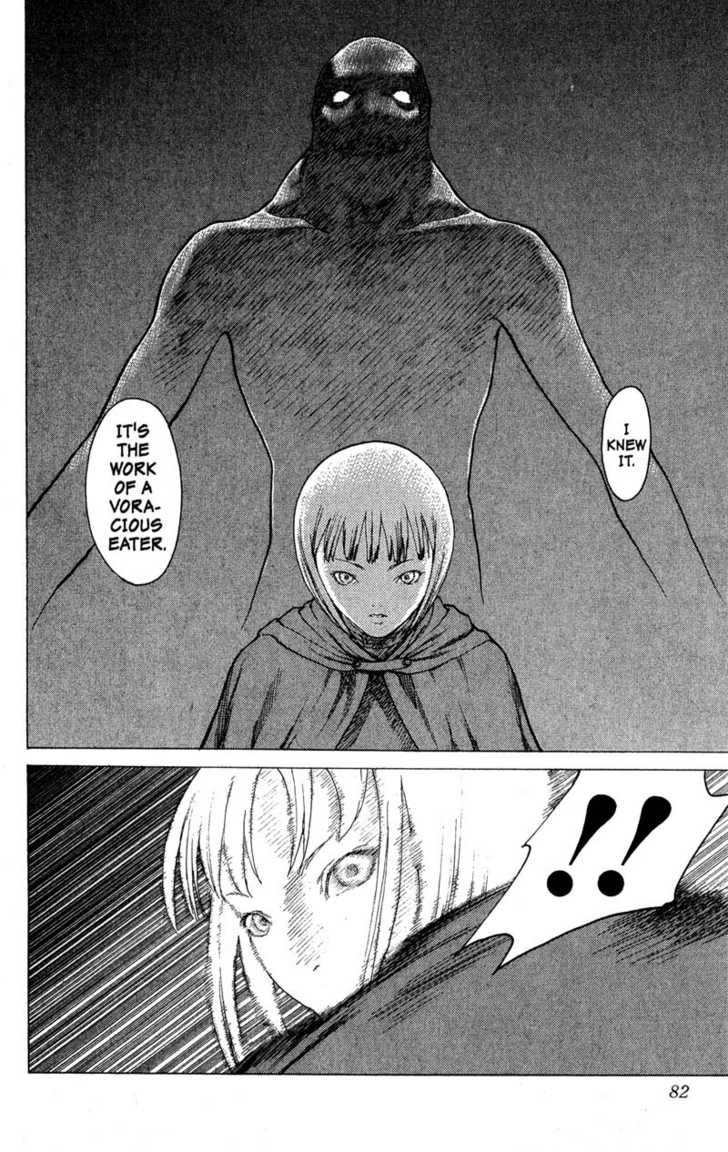 I
KNEW
IT.
IT'S
THE
WORK
OF A
VORA-
CIOUS
EATER.
!!
82